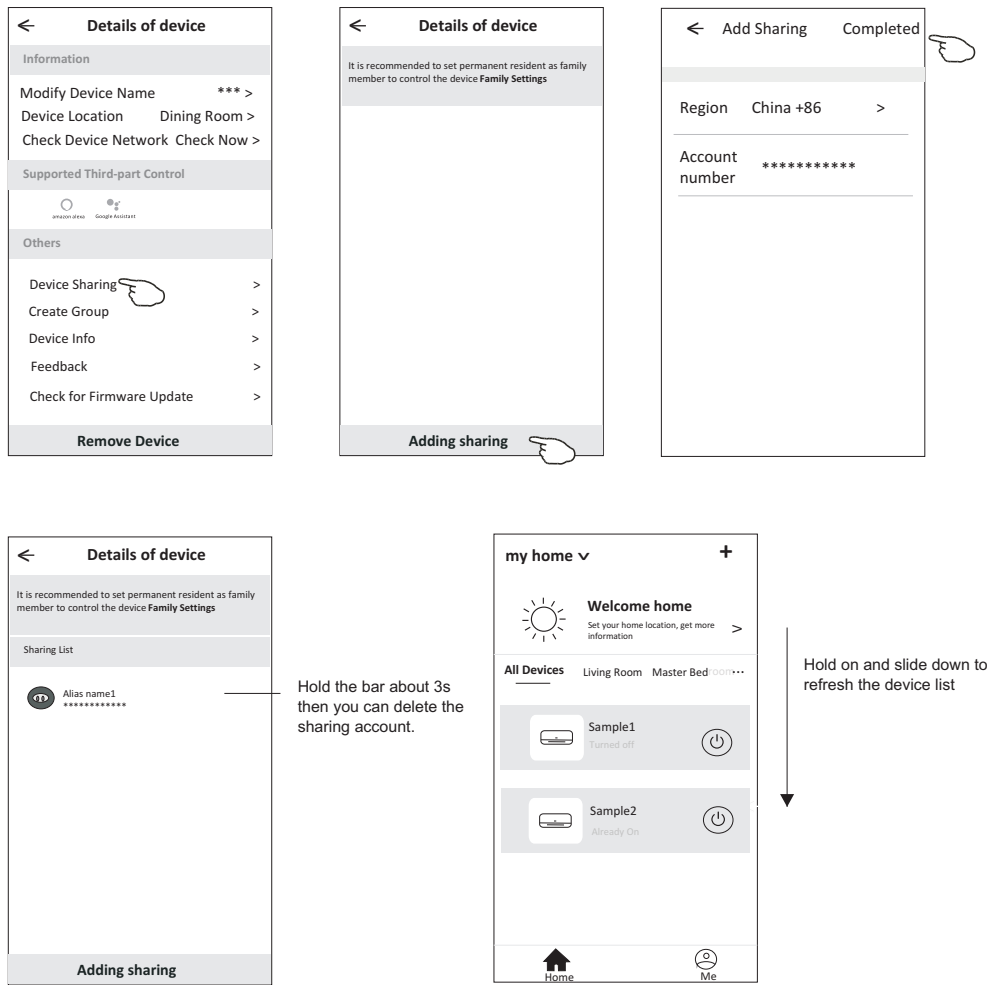 Details of device
Information
Modify Device Name *** >
Device Location Dining Room >
Check Device Network Check Now >
Supported Third-part Control
amazon alexa Google Assistant
Others
Device Sharing >
Create Group >
Device Info >
Feedback >
Check for Firmware Update >
Remove Device
Details of device
It is recommended to set permanent resident as family
member to control the device Family Settings
Adding sharing
Add Sharing Completed
Region China +86 >
Account
number ***********
Details of device
It is recommended to set permanent resident as family
member to control the device Family Settings
Sharing List
Alias name1
************
Adding sharing
Hold the bar about 3s
then you can delete the
sharing account.
my home +
Welcome home
Set your home location, get more
information >
All Devices Living Room Master Bedroom···
Sample1
Turned off
Sample2
Already On
Home Me
Hold on and slide down to
refresh the device list